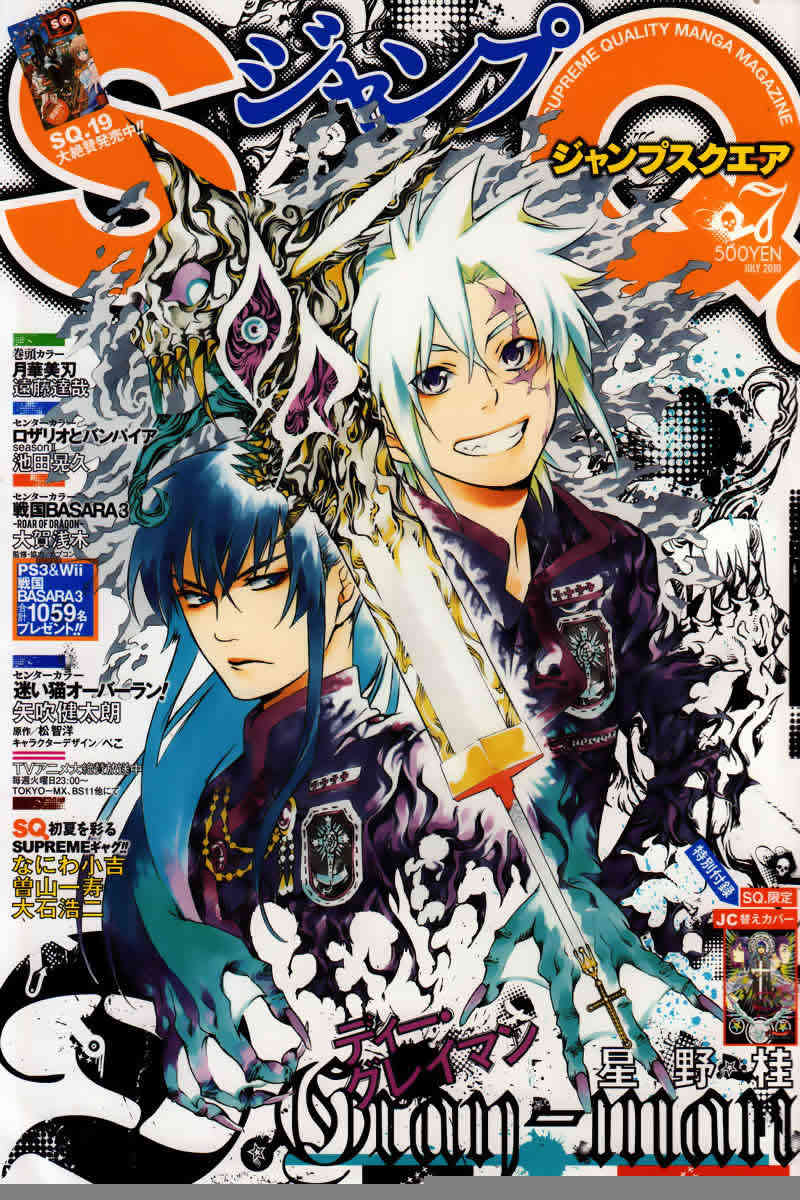 SQ.19
大絶賛発売中!!
ジャンプ
SQ.
SUPREME QUALITY MANGA MAGAZINE
ジャンプスクエア
7
500YEN
JULY 2010
巻頭カラー
月華美刃
遠藤達哉
センターカラー
ロザリオとバンパイア
season II
池田晃久
センターカラー
戦国BASARA3
-ROAR OF DRAGON-
大賀浅木
監修・協力/カプコン
PS3&Wii
戦国
BASARA3
合計1059名
プレゼント!!
センターカラー
迷い猫オーバーラン!
矢吹健太朗
原作/松智洋
キャラクターデザイン/ぺこ
TVアニメ大絶賛放送中
毎週火曜日23:00〜
TOKYO-MX、BS11他にて
SQ初夏を彩る
SUPREMEギャグ!!
なにわ小吉
曽山一寿
大石浩二
特別付録
SQ.限定
JC替えカバー
ディー・
クレイマン
星野桂
D.Gray-man